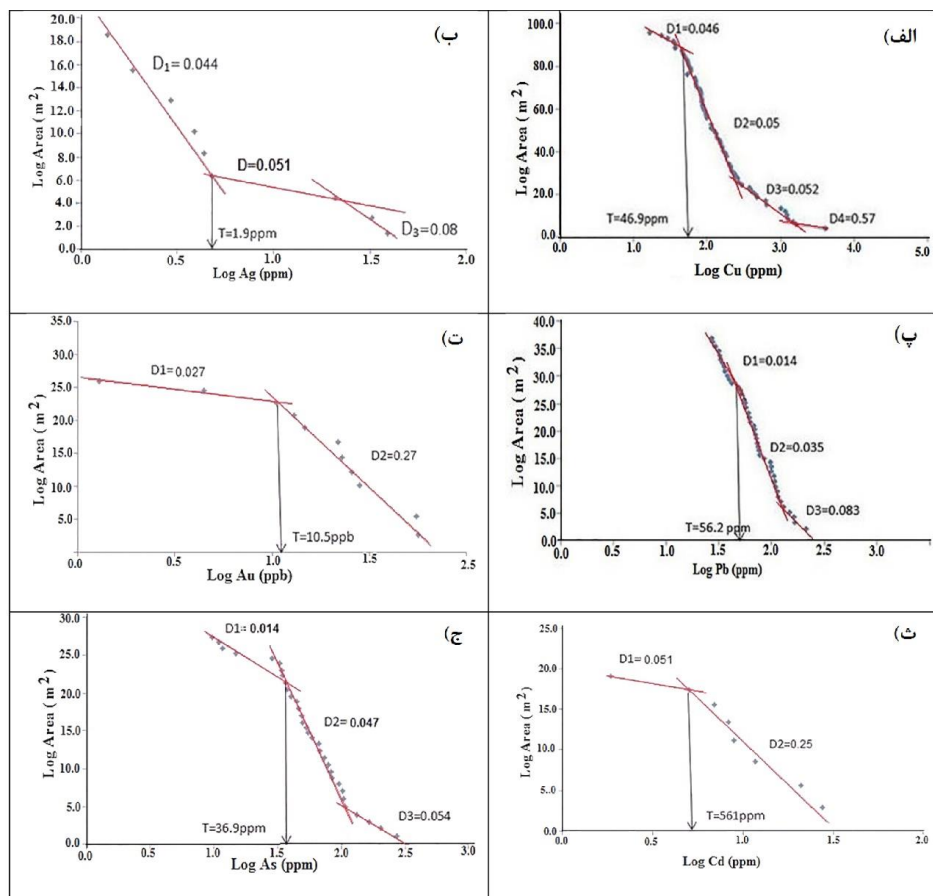 الف)
100.0
80.0
60.0
40.0
20.0
0.0
Log Area ( m 2 )
D1=0.046
D2=0.05
D3=0.052
D4=0.57
T=46.9ppm
0.0 1.0 2.0 3.0 4.0 5.0
Log Cu (ppm)
ب)
20.0
18.0
16.0
14.0
12.0
10.0
8.0
6.0
4.0
2.0
0.0
Log Area ( m 2 )
D1 = 0.044
D=0.051
D3=0.08
T=1.9ppm
0.0 0.5 1.0 1.5 2.0
Log Ag (ppm)
پ)
40.0
35.0
30.0
25.0
20.0
15.0
10.0
5.0
0.0
Log Area ( m 2 )
D1=0.014
D2=0.035
D3=0.083
T=56.2 ppm
0.0 0.5 1.0 1.5 2.0 2.5 3.0 3.5
Log Pb (ppm)
ت)
35.0
30.0
25.0
20.0
15.0
10.0
5.0
Log Area ( m 2 )
D1=0.027
D2=0.27
T=10.5ppb
0.0 0.5 1.0 1.5 2.0 2.5
Log Au (ppb)
ث)
25.0
20.0
15.0
10.0
5.0
0.0
Log Area ( m 2 )
D1= 0.051
D2=0.25
T=561ppm
0.0 0.5 1.0 1.5 2.0
Log Cd (ppm)
ج)
30.0
25.0
20.0
15.0
10.0
5.0
0.0
Log Area ( m 2 )
D1= 0.014
D2= 0.047
D3=0.054
T=36.9ppm
0.0 0.5 1.0 1.5 2.0 2.5 3.0
Log As (ppm)